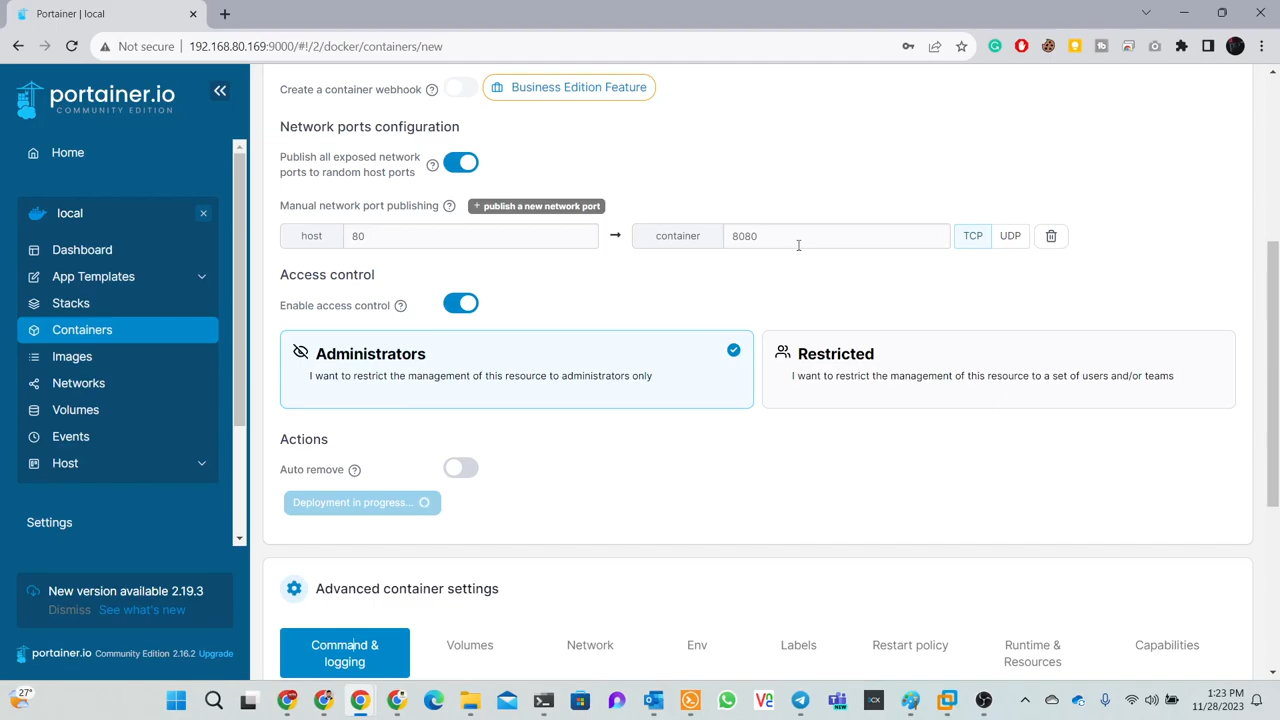 Portainer | local
Not secure
192.168.80.169:9000/#!/2/docker/containers/new
portainer.io
COMMUNITY EDITION
Home
local
Dashboard
App Templates
Stacks
Containers
Images
Networks
Volumes
Events
Host
Settings
New version available 2.19.3
Dismiss See what's new
portainer.io Community Edition 2.16.2 Upgrade
Create a container webhook
Business Edition Feature
Network ports configuration
Publish all exposed network
ports to random host ports
Manual network port publishing
+ publish a new network port
host 80 → container 8080 TCP UDP
Access control
Enable access control
Administrators
I want to restrict the management of this resource to administrators only
Restricted
I want to restrict the management of this resource to a set of users and/or teams
Actions
Auto remove
Deployment in progress...
Advanced container settings
Command &
logging
Volumes
Network
Env
Labels
Restart policy
Runtime &
Resources
Capabilities
27°
1:23 PM
11/28/2023